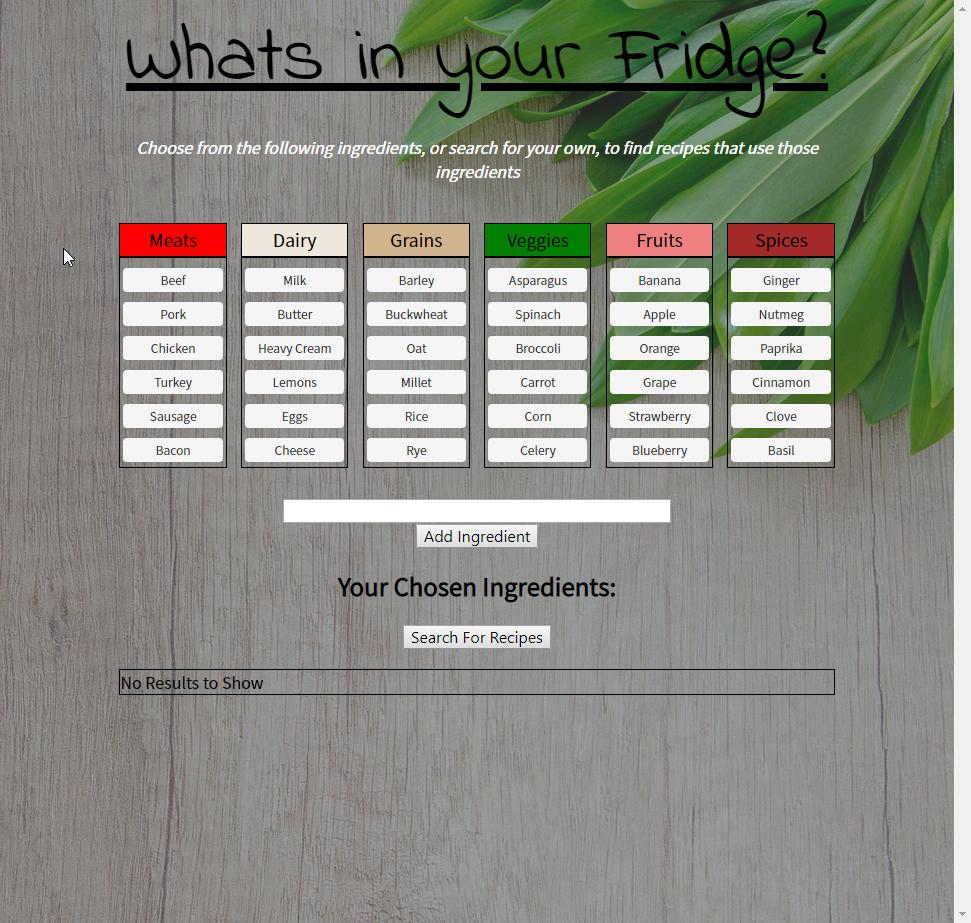 Whats in your Fridge?
Choose from the following ingredients, or search for your own, to find recipes that use those
ingredients
Meats Dairy Grains Veggies Fruits Spices
Beef Milk Barley Asparagus Banana Ginger
Pork Butter Buckwheat Spinach Apple Nutmeg
Chicken Heavy Cream Oat Broccoli Orange Paprika
Turkey Lemons Millet Carrot Grape Cinnamon
Sausage Eggs Rice Corn Strawberry Clove
Bacon Cheese Rye Celery Blueberry Basil
Add Ingredient
Your Chosen Ingredients:
Search For Recipes
No Results to Show